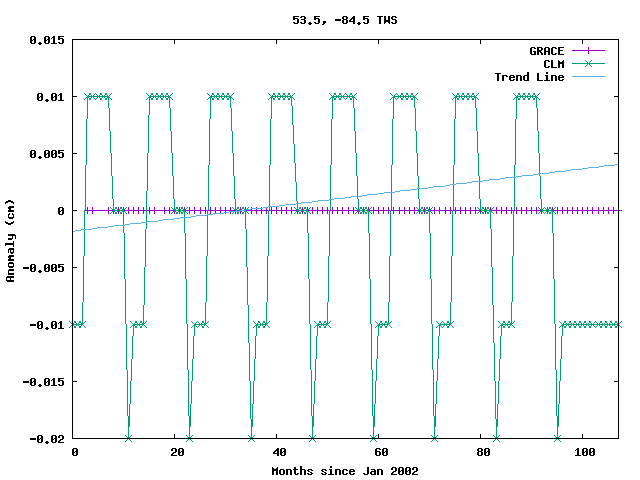 53.5, -84.5 TWS
0.015
0.01
0.005
0
-0.005
-0.01
-0.015
-0.02
Anomaly (cm)
GRACE
CLM
Trend Line
0 20 40 60 80 100
Months since Jan 2002